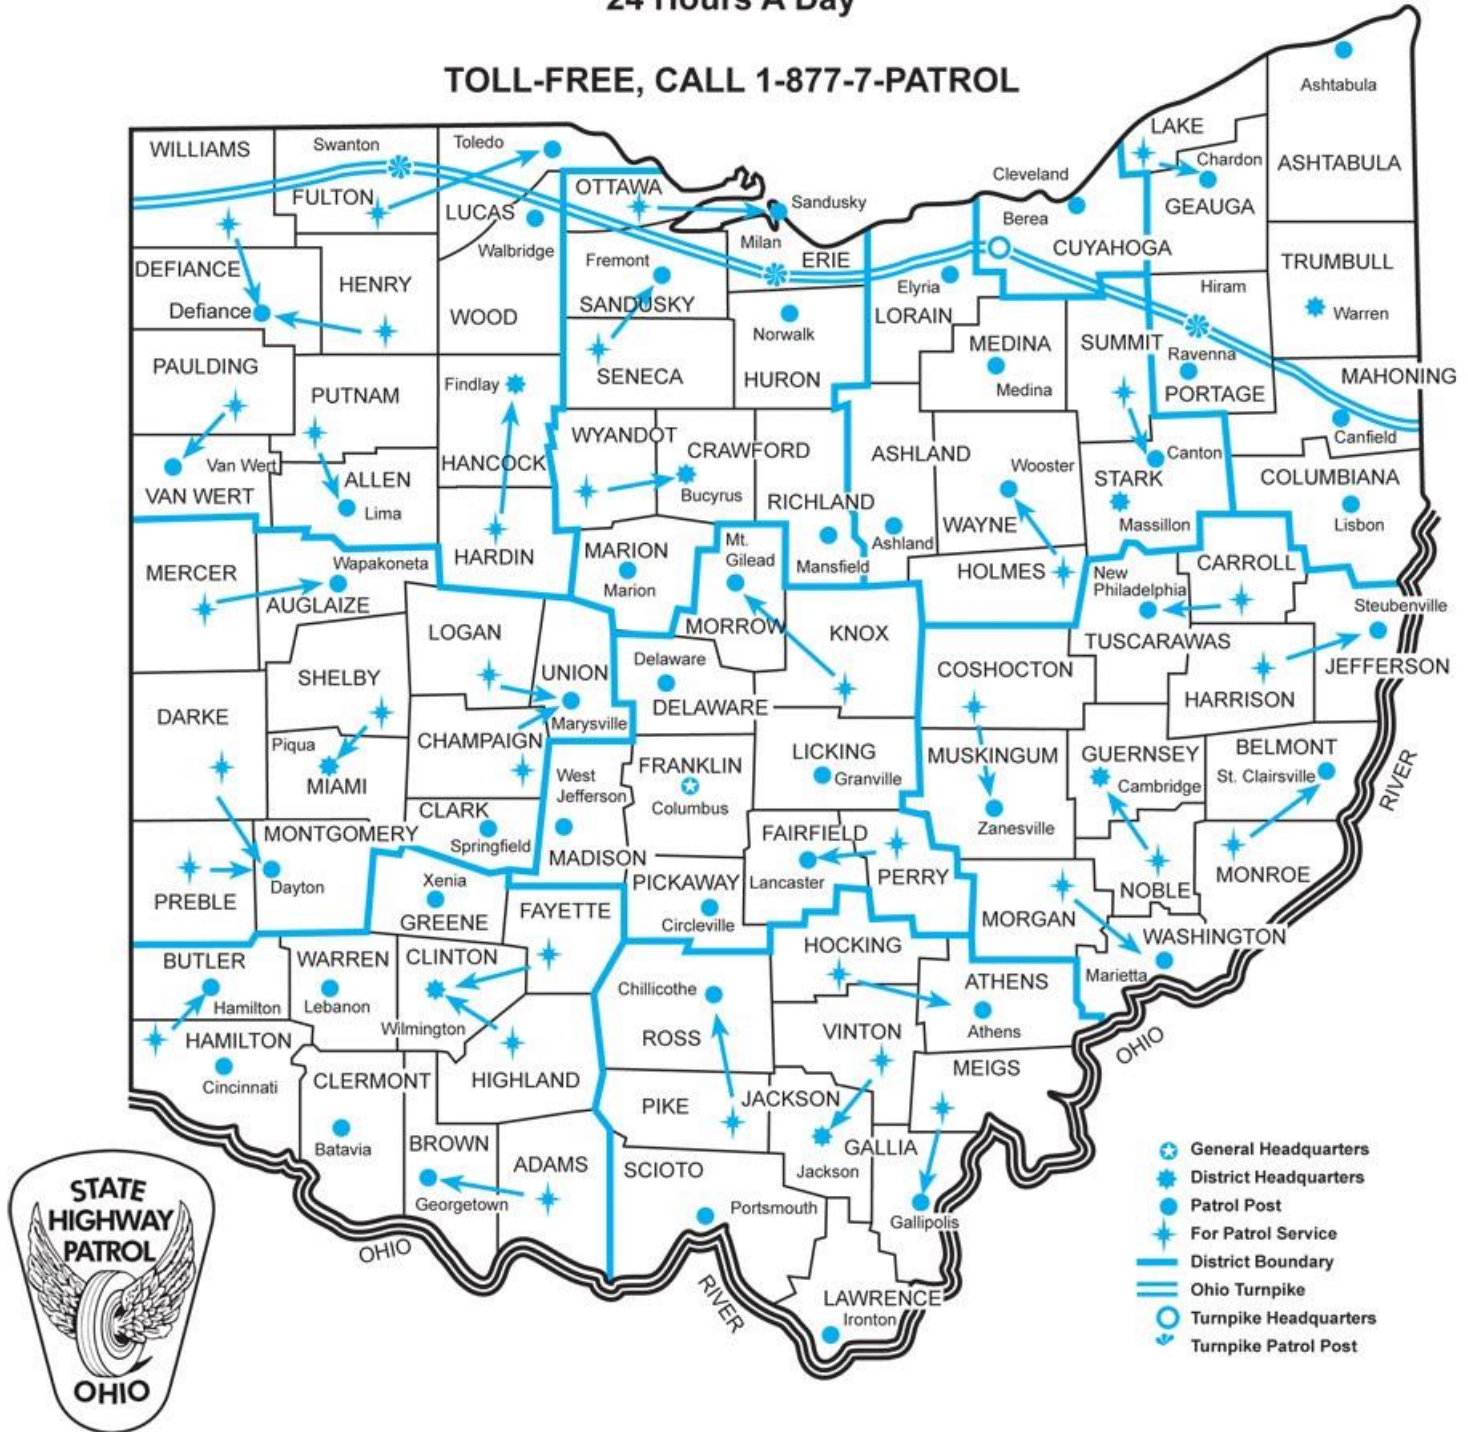 24 Hours A Day
TOLL-FREE, CALL 1-877-7-PATROL
Ashtabula
LAKE
WILLIAMS
Swanton
Toledo
Chardon
ASHTABULA
Cleveland
FULTON
OTTAWA
Sandusky
GEAUGA
LUCAS
Berea
Walbridge
Milan
CUYAHOGA
DEFIANCE
Fremont
ERIE
TRUMBULL
HENRY
Elyria
Hiram
Defiance
SANDUSKY
WOOD
Norwalk
LORAIN
Warren
MEDINA
SUMMIT
Ravenna
PAULDING
Findlay
SENECA
HURON
Medina
PORTAGE
MAHONING
PUTNAM
WYANDOT
CRAWFORD
ASHLAND
Canfield
Van Wert
HANCOCK
Wooster
Canton
VAN WERT
ALLEN
Bucyrus
RICHLAND
STARK
COLUMBIANA
Lima
WAYNE
Massillon
Lisbon
HARDIN
MARION
Mt.
Gilead
Mansfield
Ashland
MERCER
Wapakoneta
Marion
HOLMES
New
Philadelphia
CARROLL
AUGLAIZE
Steubenville
LOGAN
MORROW
KNOX
TUSCARAWAS
SHELBY
UNION
Delaware
COSHOCTON
JEFFERSON
DARKE
Marysville
DELAWARE
HARRISON
Piqua
CHAMPAIGN
LICKING
MUSKINGUM
GUERNSEY
BELMONT
MIAMI
West
Jefferson
FRANKLIN
Granville
Cambridge
St. Clairsville
RIVER
CLARK
Columbus
MONTGOMERY
Springfield
FAIRFIELD
Zanesville
MADISON
PREBLE
Dayton
Xenia
PICKAWAY
Lancaster
PERRY
NOBLE
MONROE
GREENE
FAYETTE
Circleville
MORGAN
WASHINGTON
BUTLER
WARREN
CLINTON
HOCKING
Marietta
Hamilton
Lebanon
Chillicothe
ATHENS
Wilmington
HAMILTON
ROSS
VINTON
Athens
OHIO
Cincinnati
CLERMONT
HIGHLAND
MEIGS
PIKE
JACKSON
Batavia
BROWN
GALLIA
ADAMS
SCIOTO
Jackson
Georgetown
Portsmouth
Gallipolis
OHIO
RIVER
LAWRENCE
Ironton
General Headquarters
District Headquarters
Patrol Post
For Patrol Service
District Boundary
Ohio Turnpike
Turnpike Headquarters
Turnpike Patrol Post
STATE
HIGHWAY
PATROL
OHIO